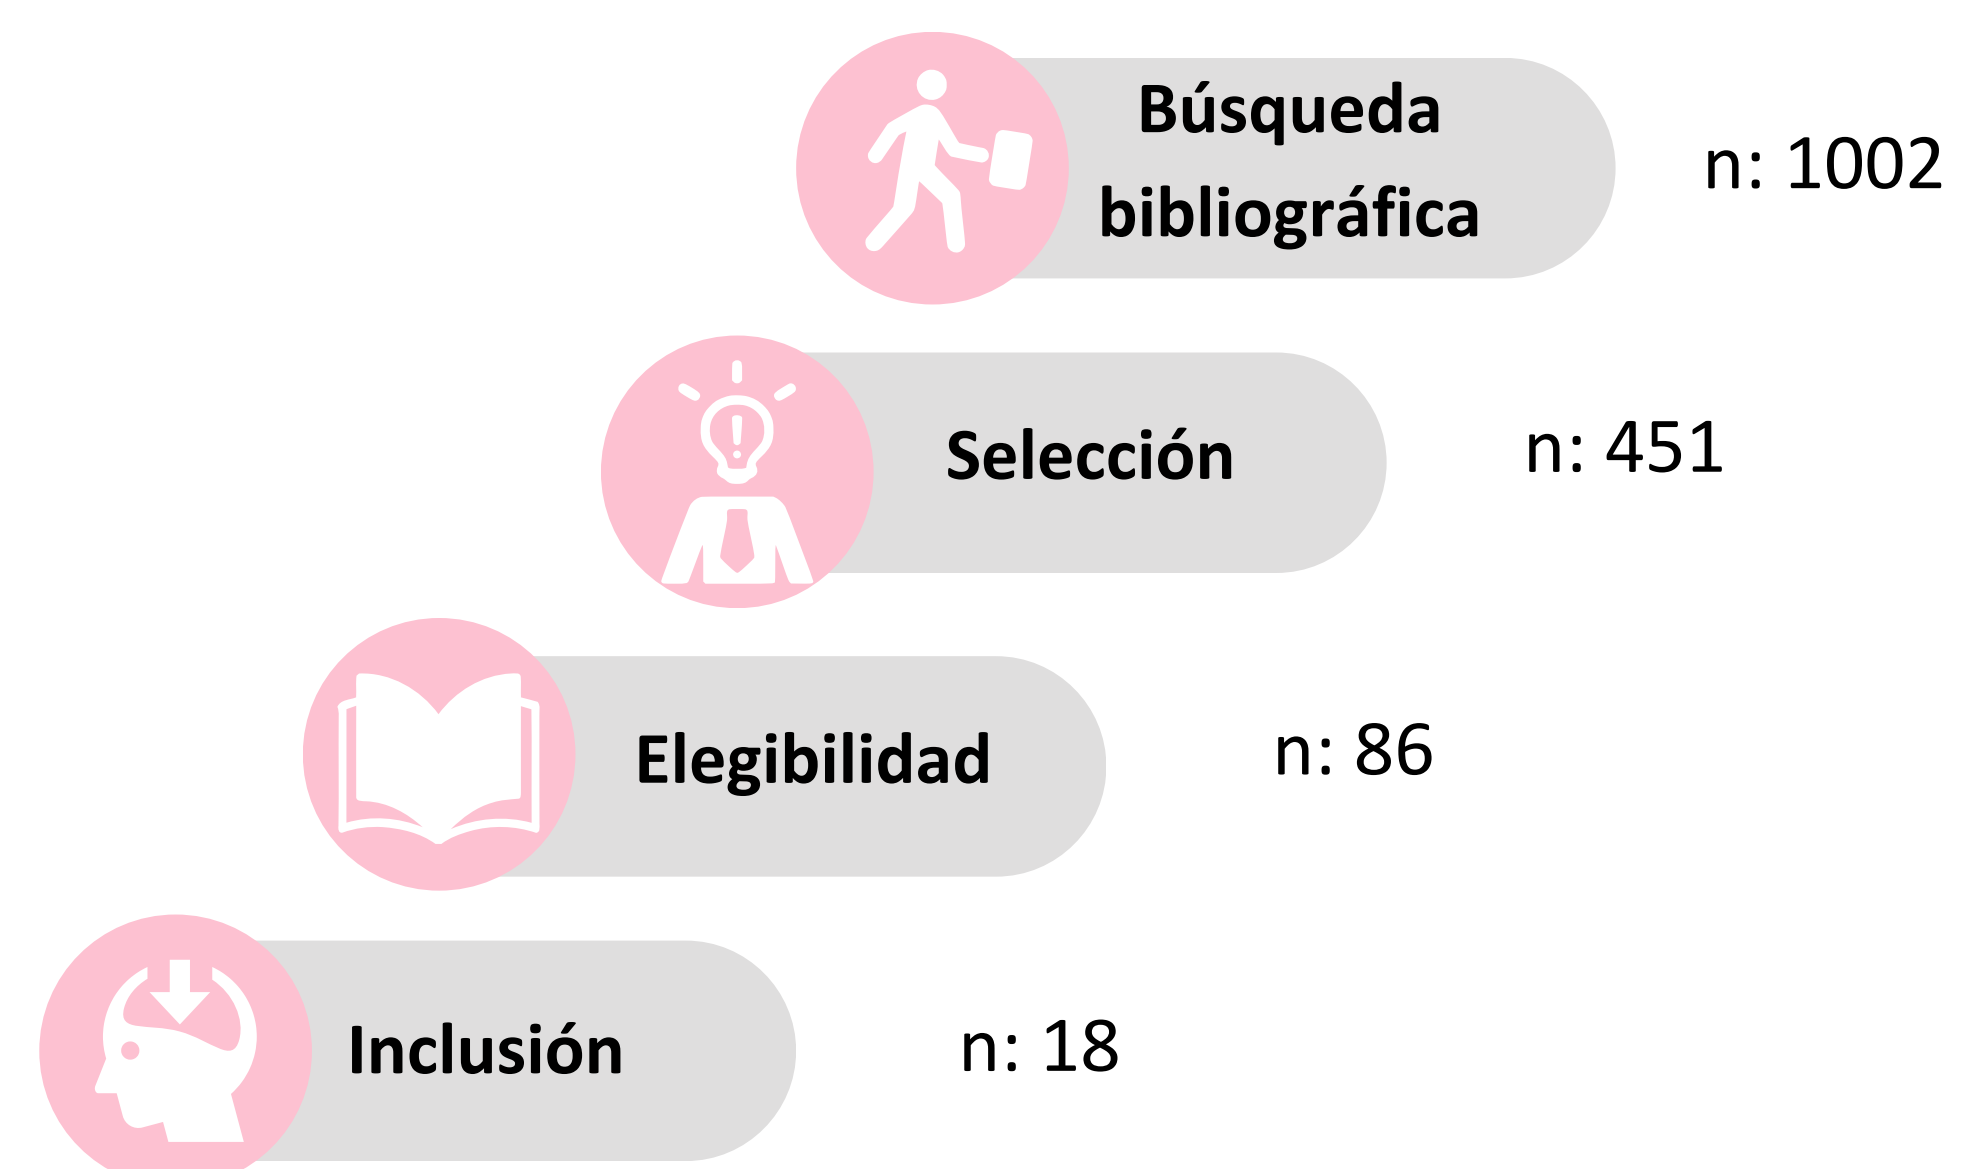 Búsqueda
bibliográfica
n: 1002
Selección
n: 451
Elegibilidad
n: 86
Inclusión
n: 18